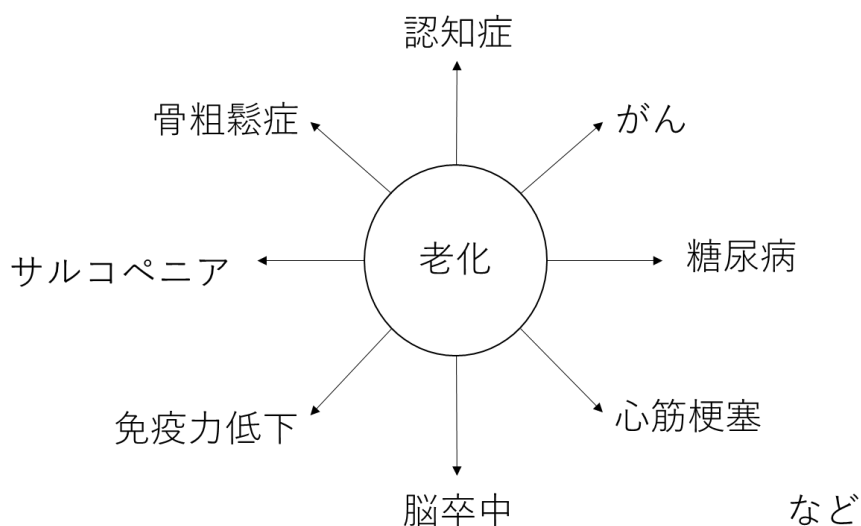 認知症
骨粗鬆症
がん
老化
サルコペニア
糖尿病
免疫力低下
心筋梗塞
脳卒中
など